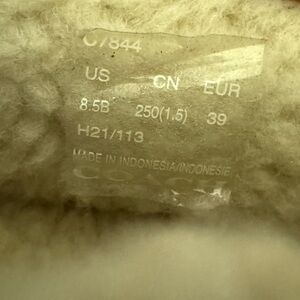 C7844
US CN EUR
8.5B 250(1.5) 39
H21/113
MADE IN INDONESIA/INDONESIE